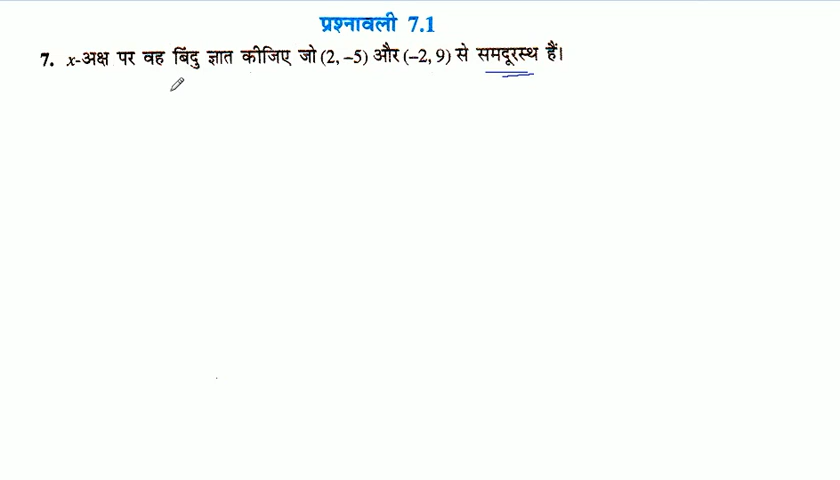 प्रश्नावली 7.1
7. x-अक्ष पर वह बिंदु ज्ञात कीजिए जो (2, –5) और (–2, 9) से समदूरस्थ हैं।